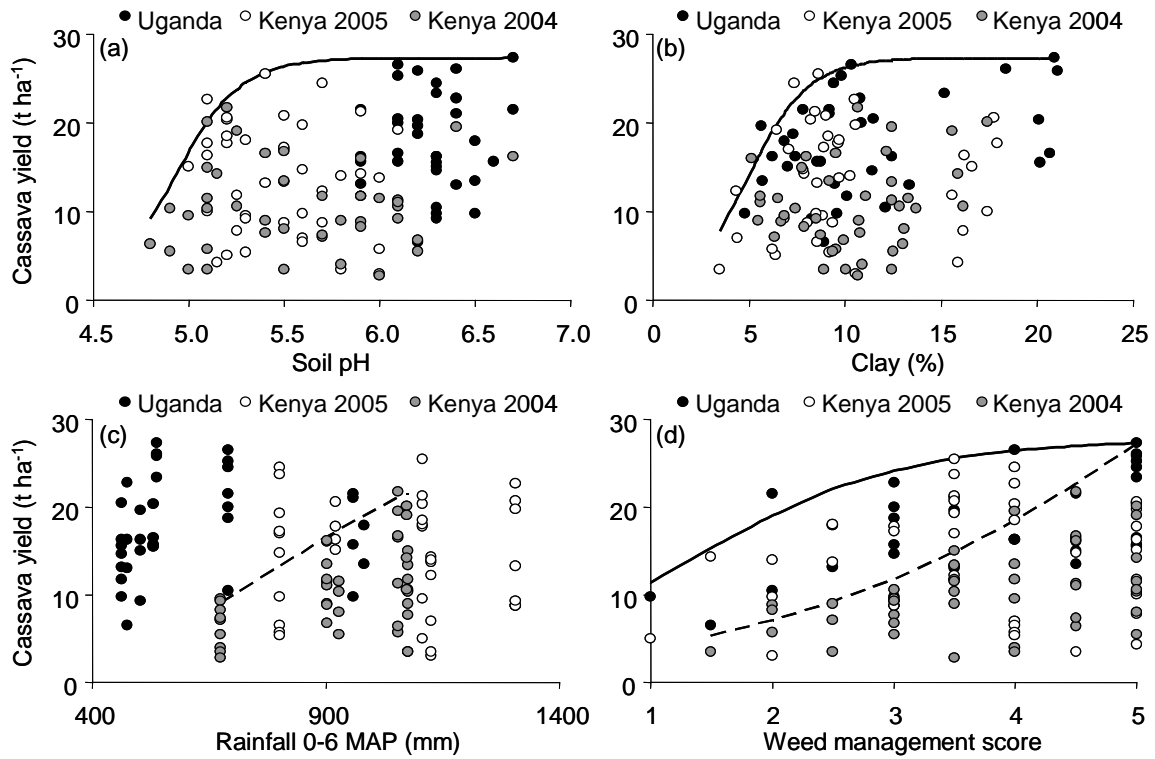 Uganda Kenya 2005 Kenya 2004
Uganda Kenya 2005 Kenya 2004
(a)
(b)
Cassava yield (t ha-1)
30
20
10
0
4.5 5.0 5.5 6.0 6.5 7.0
Soil pH
30
20
10
0
0 5 10 15 20 25
Clay (%)
Uganda Kenya 2005 Kenya 2004
Uganda Kenya 2005 Kenya 2004
(c)
(d)
Cassava yield (t ha-1)
30
20
10
0
400 900 1400
Rainfall 0-6 MAP (mm)
30
20
10
0
1 2 3 4 5
Weed management score